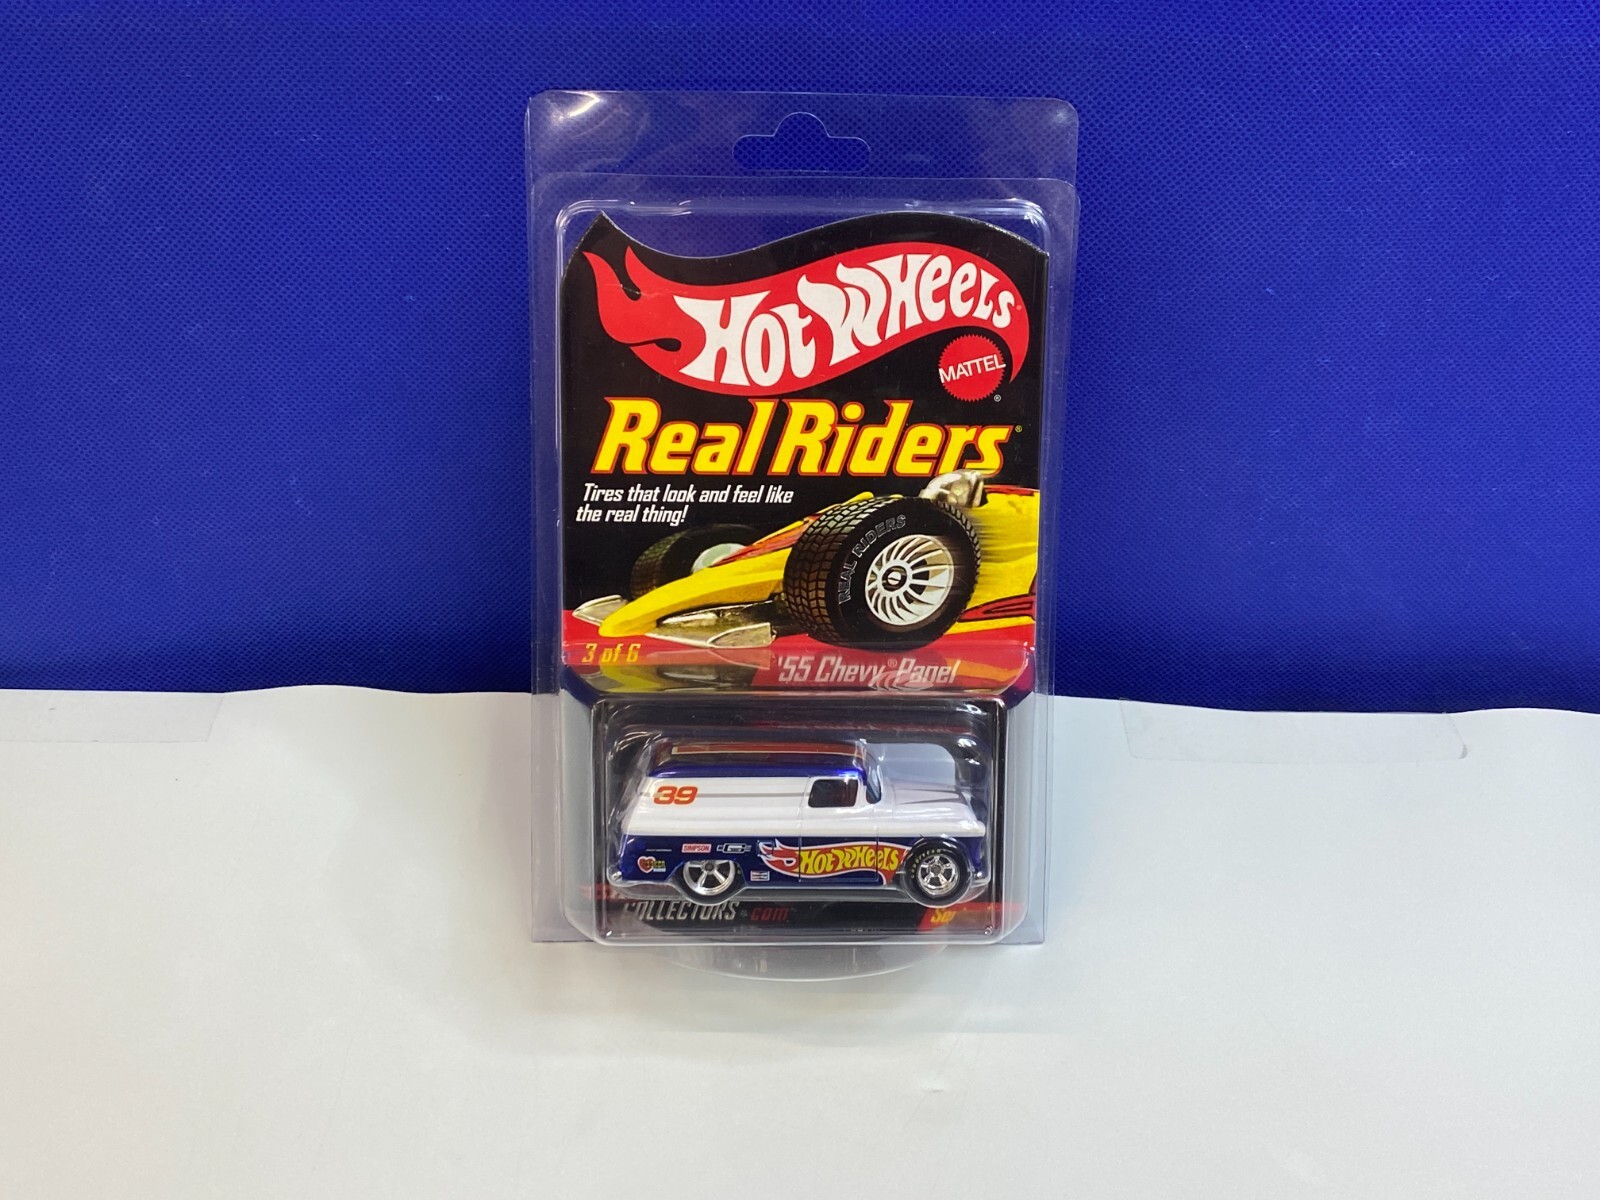 Hot Wheels
MATTEL
Real Riders®
Tires that look and feel like
the real thing!
REAL RIDERS
3 of 6
'55 Chevy® Panel
39
SIMPSON
Hot Wheels
COLLECTORS.com